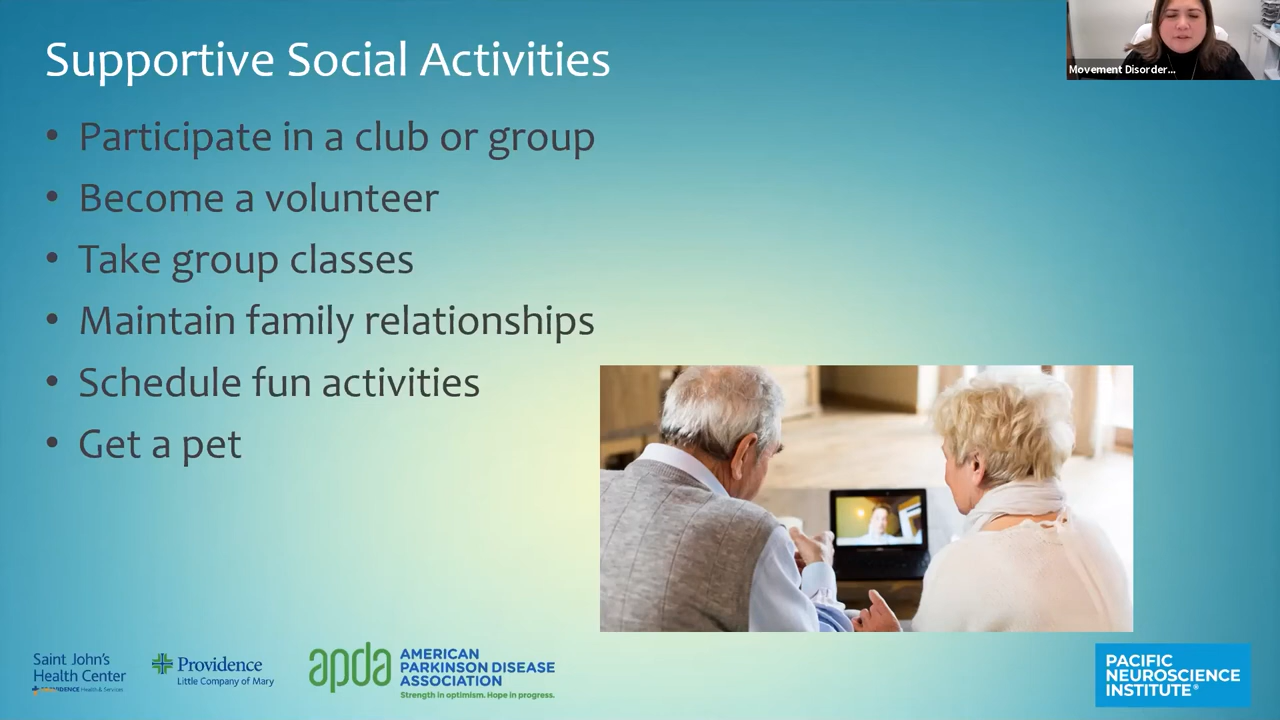 Supportive Social Activities
Movement Disorder...
• Participate in a club or group
• Become a volunteer
• Take group classes
• Maintain family relationships
• Schedule fun activities
• Get a pet
Saint John's
Health Center
PROVIDENCE Health & Services
Providence
Little Company of Mary
apda
AMERICAN
PARKINSON DISEASE
ASSOCIATION
Strength in optimism. Hope in progress.
PACIFIC
NEUROSCIENCE
INSTITUTE®